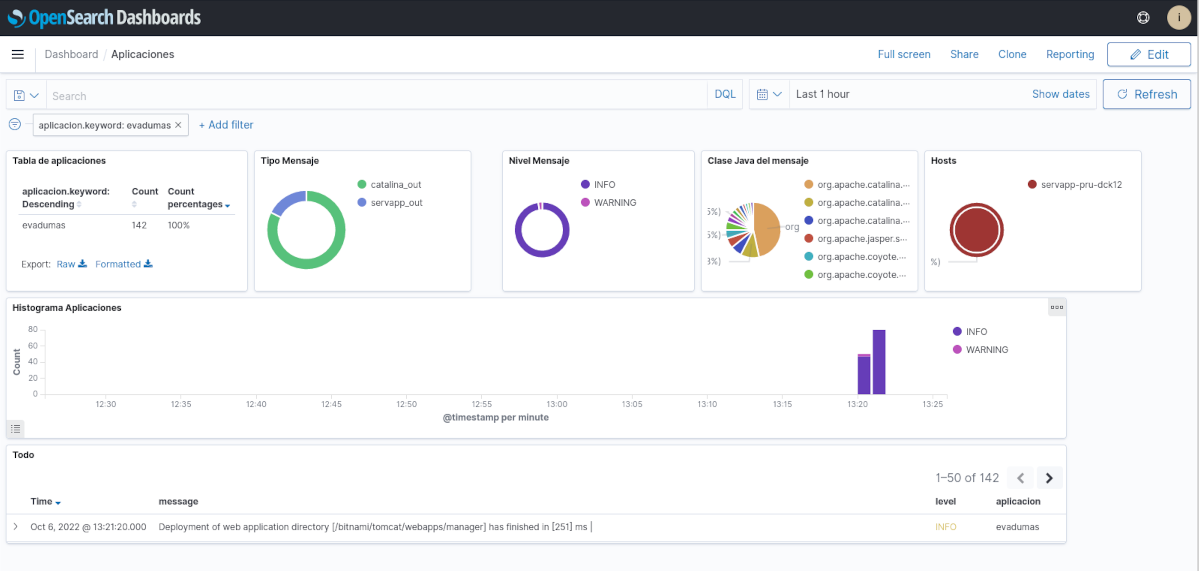 OpenSearch Dashboards
i
Dashboard / Aplicaciones
Full screen
Share
Clone
Reporting
Edit
Search
DQL
Last 1 hour
Show dates
Refresh
aplicacion.keyword: evadumas ×
+ Add filter
Tabla de aplicaciones
aplicacion.keyword: Count Count
Descending percentages
evadumas 142 100%
Export: Raw Formatted
Tipo Mensaje
catalina_out
servapp_out
Nivel Mensaje
INFO
WARNING
Clase Java del mensaje
5%)
5%)
3%)
org
org.apache.catalina.···
org.apache.catalina.···
org.apache.catalina.···
org.apache.jasper.s···
org.apache.coyote.···
org.apache.coyote.···
Hosts
servapp-pru-dck12
%)
Histograma Aplicaciones
Count
80
60
40
20
0
12:30 12:35 12:40 12:45 12:50 12:55 13:00 13:05 13:10 13:15 13:20 13:25
@timestamp per minute
INFO
WARNING
Todo
1–50 of 142
Time message level aplicacion
Oct 6, 2022 @ 13:21:20.000 Deployment of web application directory [/bitnami/tomcat/webapps/manager] has finished in [251] ms | INFO evadumas